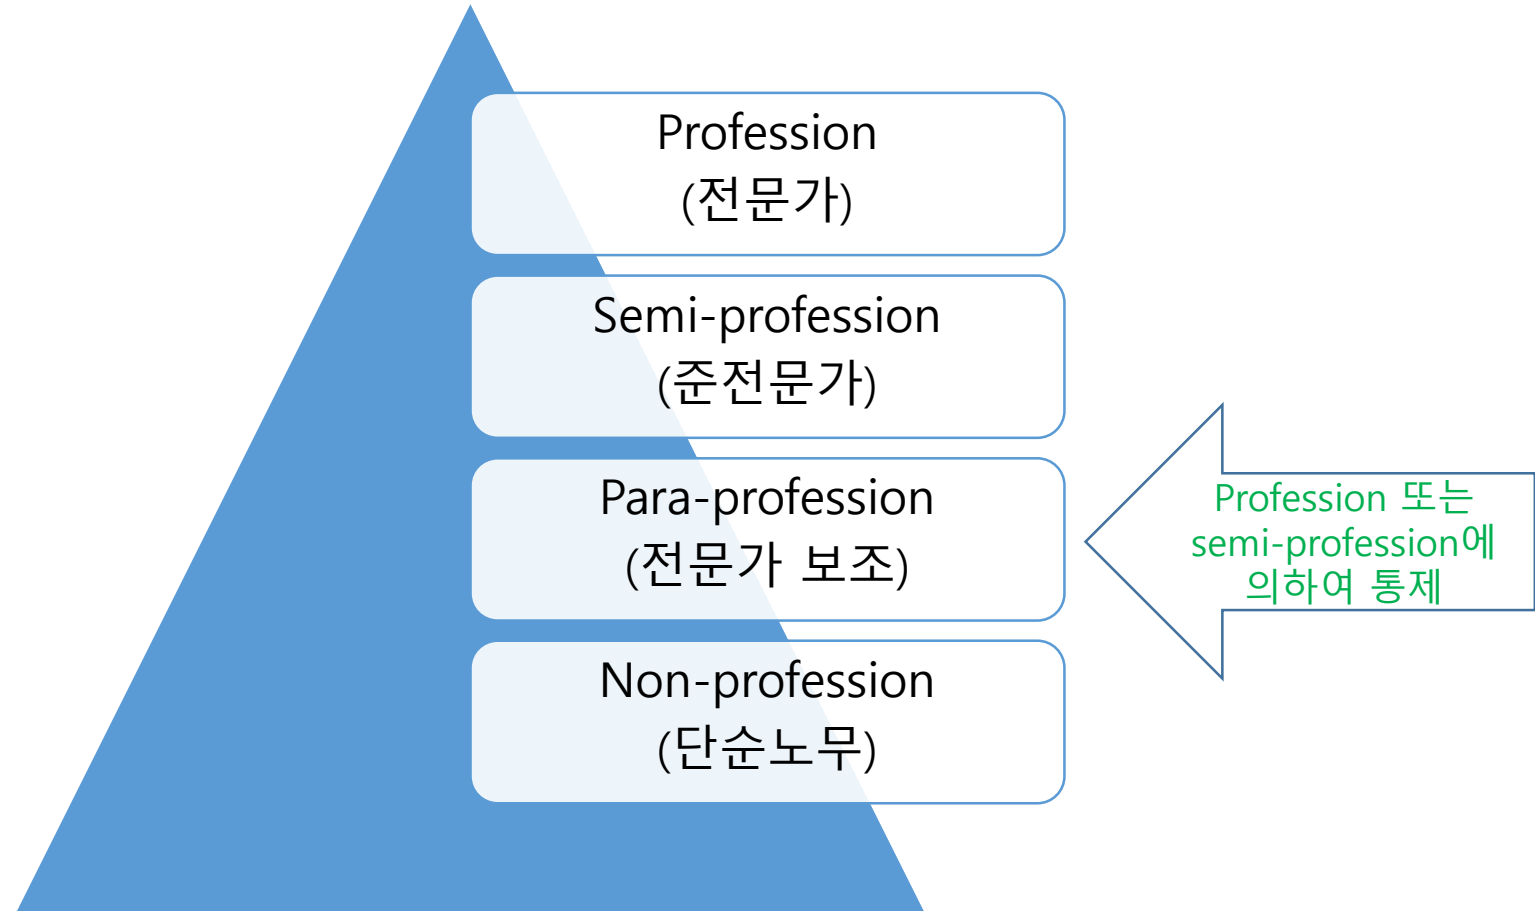 Profession
(전문가)
Semi-profession
(준전문가)
Para-profession
(전문가 보조)
Non-profession
(단순노무)
Profession 또는
semi-profession에
의하여 통제